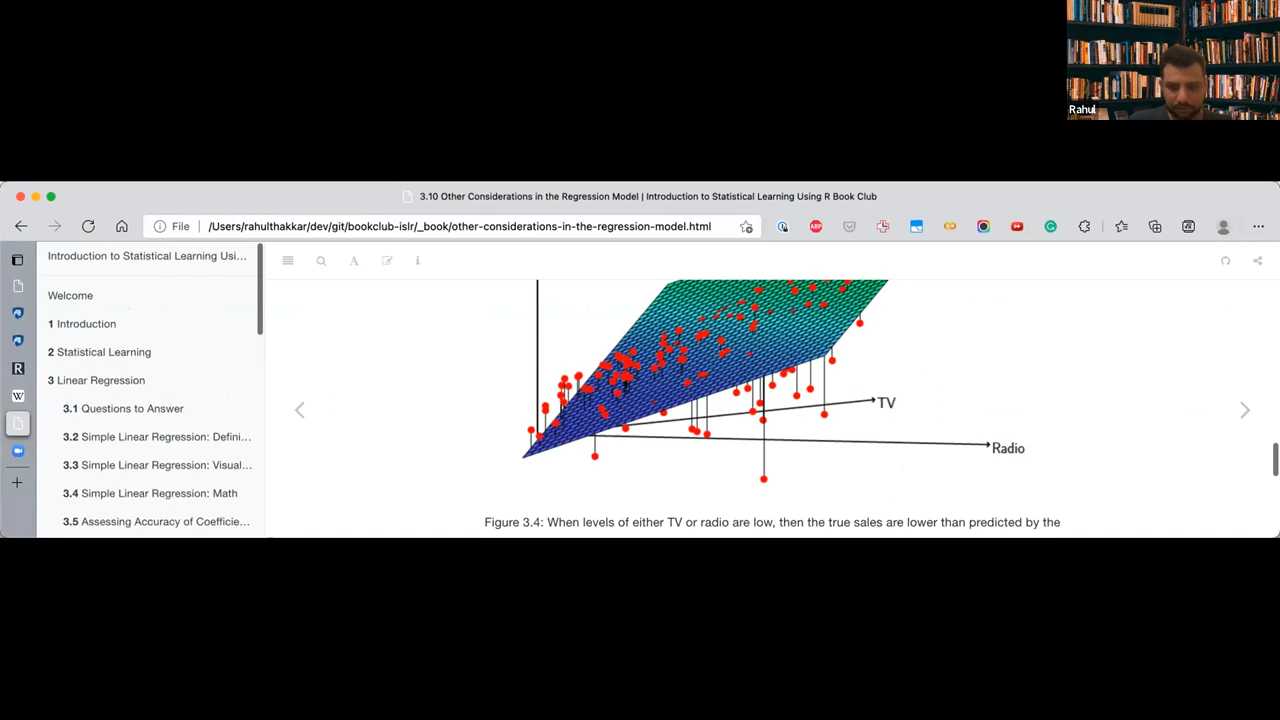 Rahul
3.10 Other Considerations in the Regression Model | Introduction to Statistical Learning Using R Book Club
File
/Users/rahulthakkar/dev/git/bookclub-islr/_book/other-considerations-in-the-regression-model.html
ABP
Introduction to Statistical Learning Usi...
Welcome
1 Introduction
2 Statistical Learning
3 Linear Regression
3.1 Questions to Answer
3.2 Simple Linear Regression: Defini...
3.3 Simple Linear Regression: Visual...
3.4 Simple Linear Regression: Math
3.5 Assessing Accuracy of Coefficie...
TV
Radio
Figure 3.4: When levels of either TV or radio are low, then the true sales are lower than predicted by the